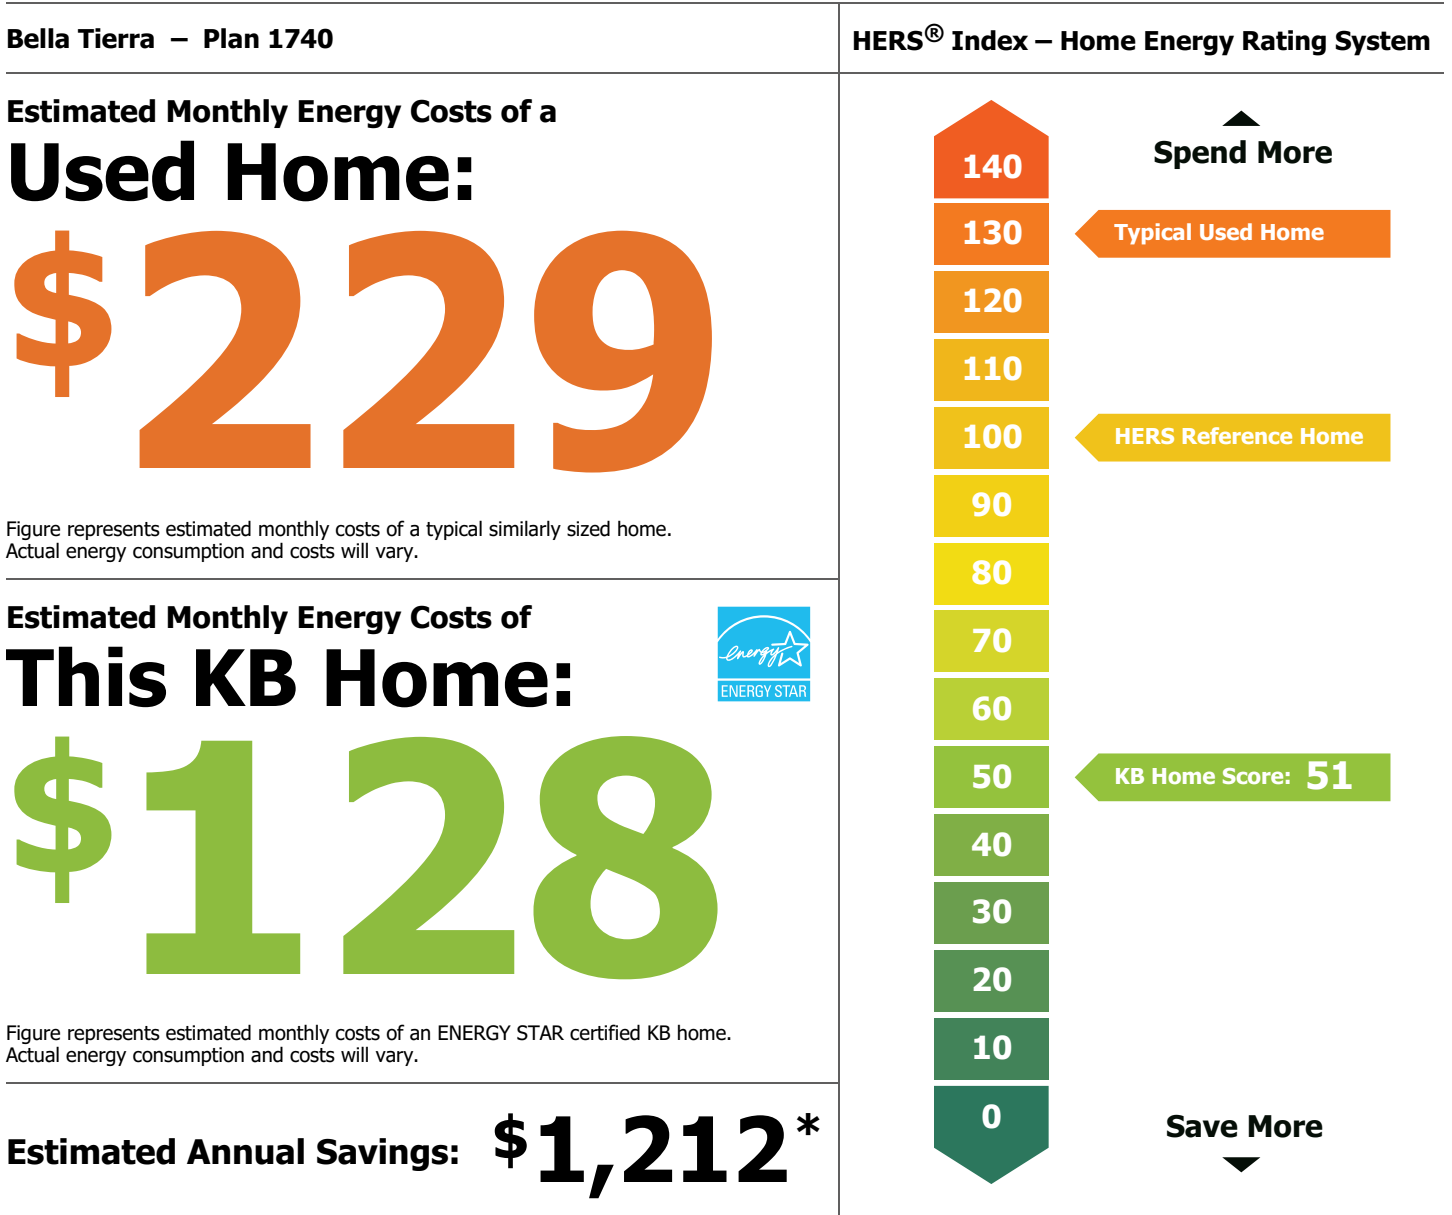 Bella Tierra – Plan 1740
Estimated Monthly Energy Costs of a
Used Home:
$229
Figure represents estimated monthly costs of a typical similarly sized home.
Actual energy consumption and costs will vary.
Estimated Monthly Energy Costs of
This KB Home:
energy
ENERGY STAR
$128
Figure represents estimated monthly costs of an ENERGY STAR certified KB home.
Actual energy consumption and costs will vary.
Estimated Annual Savings: $1,212*
HERS® Index – Home Energy Rating System
Spend More
140
130 Typical Used Home
120
110
100 HERS Reference Home
90
80
70
60
50 KB Home Score: 51
40
30
20
10
0
Save More